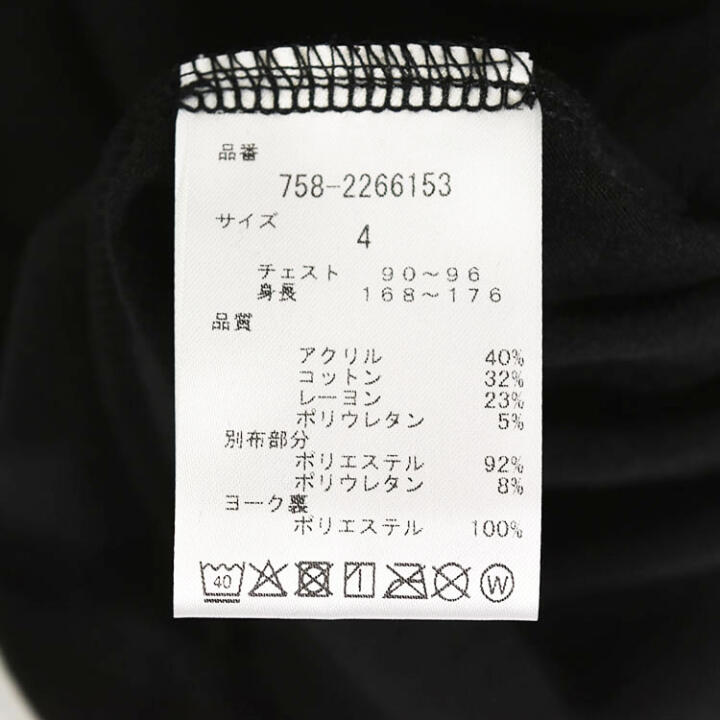 品番
758-2266153
サイズ
4
チェスト 90～96
身長 168～176
品質
アクリル 40%
コットン 32%
レーヨン 23%
ポリウレタン 5%
別布部分
ポリエステル 92%
ポリウレタン 8%
ヨーク裏
ポリエステル 100%
40 W